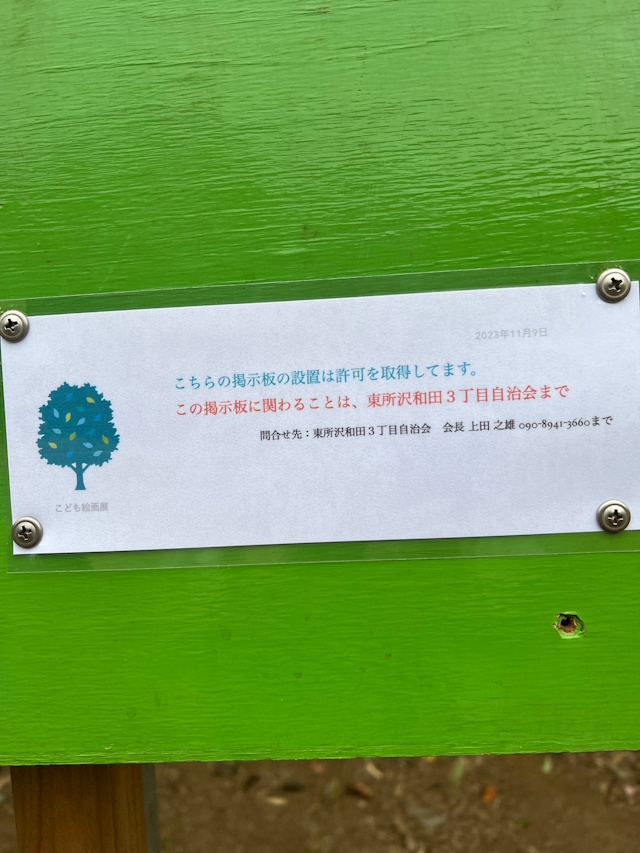 2023年11月9日
こちらの掲示板の設置は許可を取得してます。
この掲示板に関わることは、東所沢和田３丁目自治会まで
問合せ先：東所沢和田３丁目自治会　会長 上田 之雄 090-8941-3660まで
こども絵画展